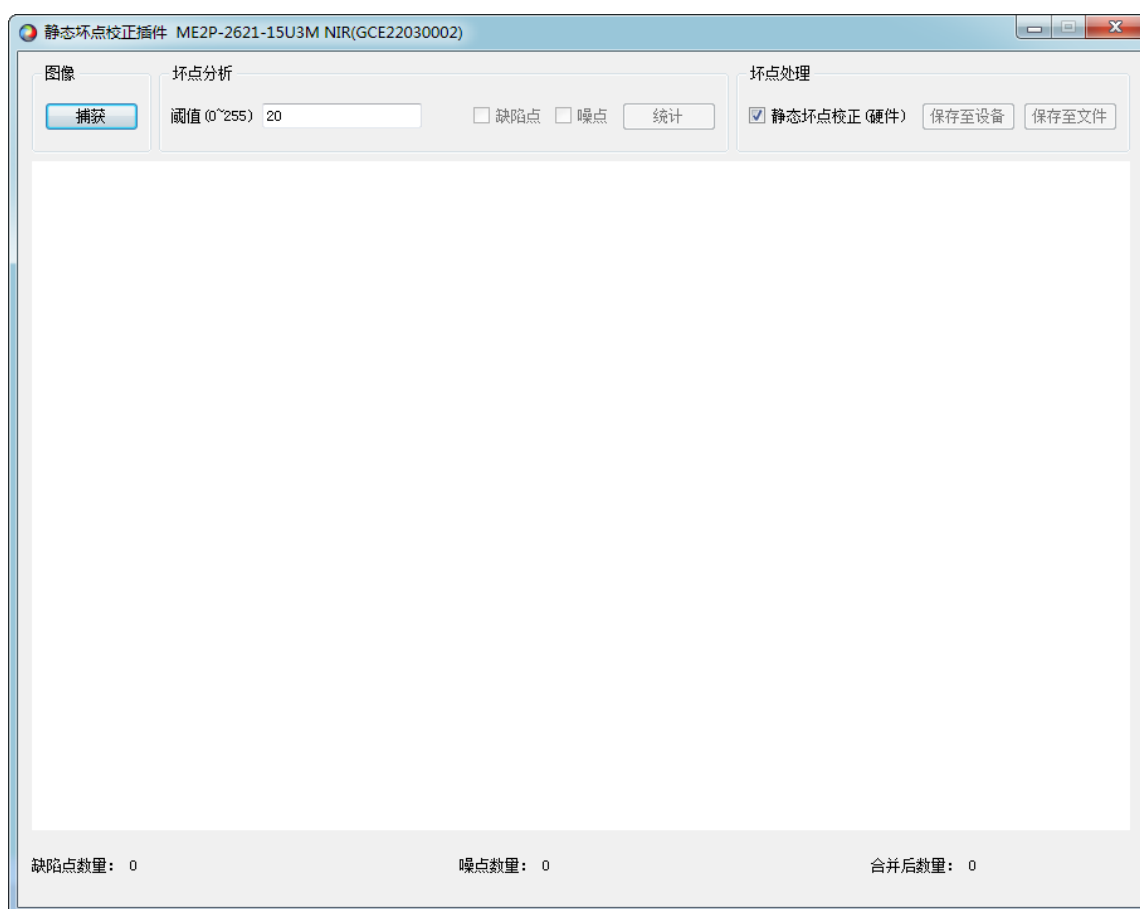 静态坏点校正插件 ME2P-2621-15U3M NIR(GCE22030002)
图像 坏点分析 坏点处理
捕获 阈值(0~255) 20 缺陷点 噪点 统计 静态坏点校正(硬件) 保存至设备 保存至文件
缺陷点数量: 0 噪点数量: 0 合并后数量: 0